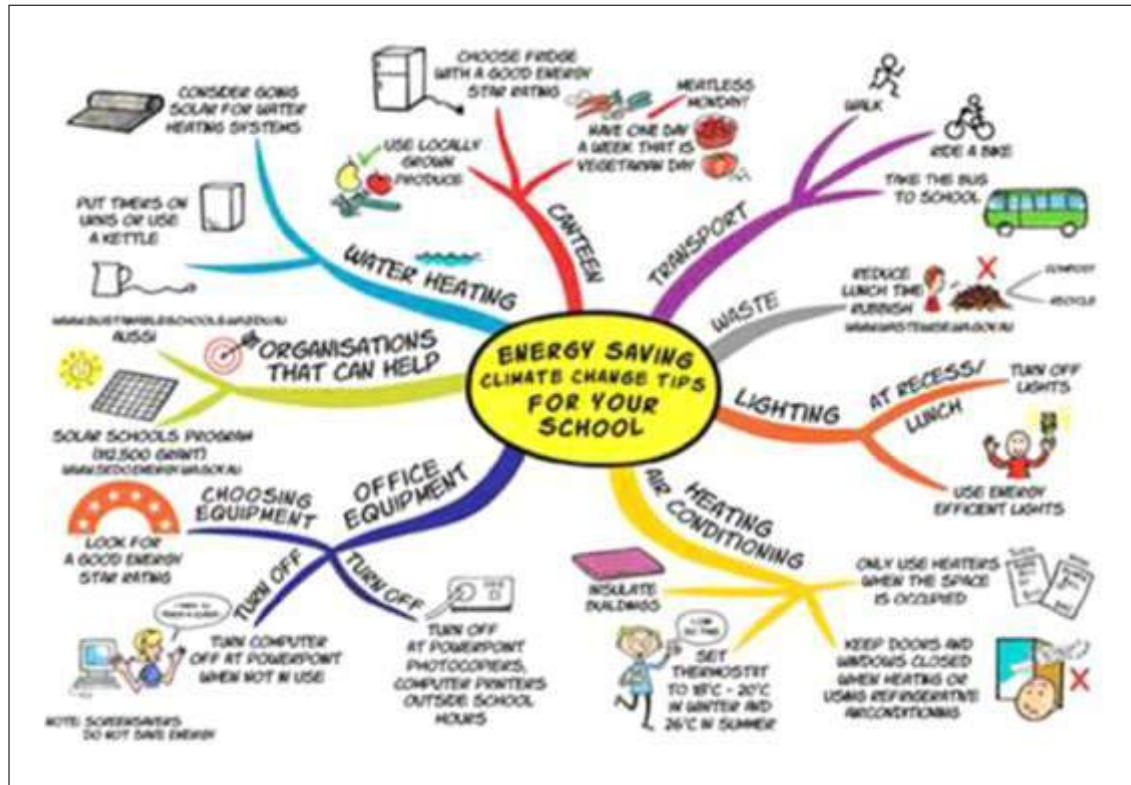 ENERGY SAVING
CLIMATE CHANGE TIPS
FOR YOUR
SCHOOL
WATER HEATING
CONSIDER GOING
SOLAR FOR WATER
HEATING SYSTEMS
PUT TIMERS ON
URNS OR USE
A KETTLE
CANTEEN
CHOOSE FRIDGE
WITH A GOOD ENERGY
STAR RATING
USE LOCALLY
GROWN
PRODUCE
MEATLESS
MONDAY?
HAVE ONE DAY
A WEEK THAT IS
VEGETARIAN DAY
TRANSPORT
WALK
RIDE A BIKE
TAKE THE BUS
TO SCHOOL
WASTE
REDUCE
LUNCH TIME
RUBBISH
COMPOST
RECYCLE
LIGHTING
AT RECESS/
LUNCH
TURN OFF
LIGHTS
USE ENERGY
EFFICIENT LIGHTS
HEATING
AIR CONDITIONING
ONLY USE HEATERS
WHEN THE SPACE
IS OCCUPIED
KEEP DOORS AND
WINDOWS CLOSED
WHEN HEATING OR
USING REFRIGERATIVE
AIRCONDITIONING
SET
THERMOSTAT
TO 18°C - 20°C
IN WINTER AND
26°C IN SUMMER
INSULATE
BUILDINGS
OFFICE
EQUIPMENT
TURN OFF
TURN OFF
AT POWERPOINT
PHOTOCOPIERS,
COMPUTER PRINTERS
OUTSIDE SCHOOL
HOURS
TURN OFF
TURN COMPUTER
OFF AT POWERPOINT
WHEN NOT IN USE
NOTE: SCREENSAVERS
DO NOT SAVE ENERGY
CHOOSING
EQUIPMENT
LOOK FOR
A GOOD ENERGY
STAR RATING
ORGANISATIONS
THAT CAN HELP
AUSSI
SOLAR SCHOOLS PROGRAM
($12,500 GRANT)